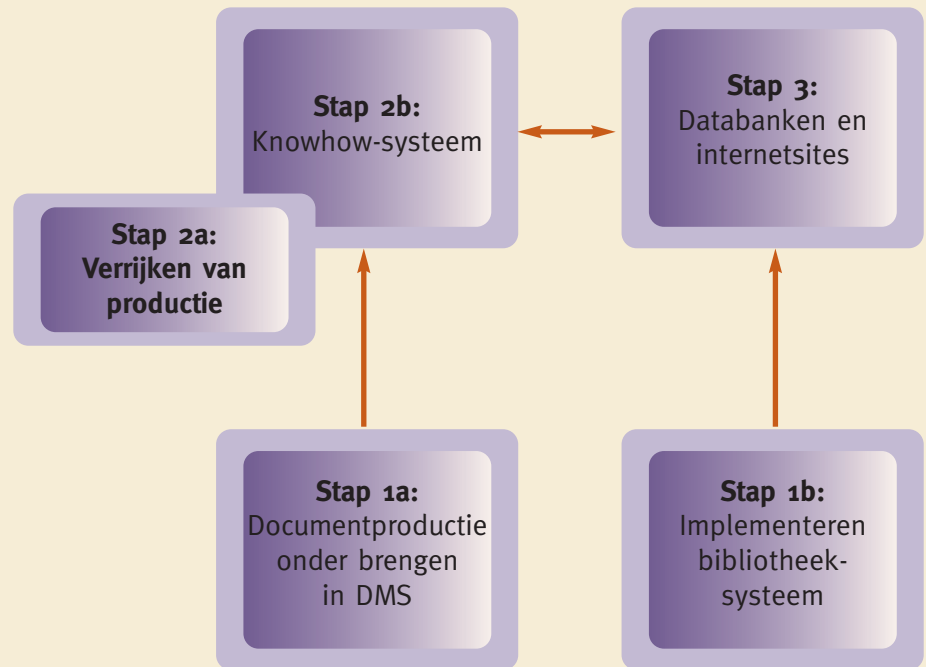 Stap 2b:
Knowhow-systeem
Stap 3:
Databanken en
internetsites
Stap 2a:
Verrijken van
productie
Stap 1a:
Documentproductie
onder brengen
in DMS
Stap 1b:
Implementeren
bibliotheek-
systeem